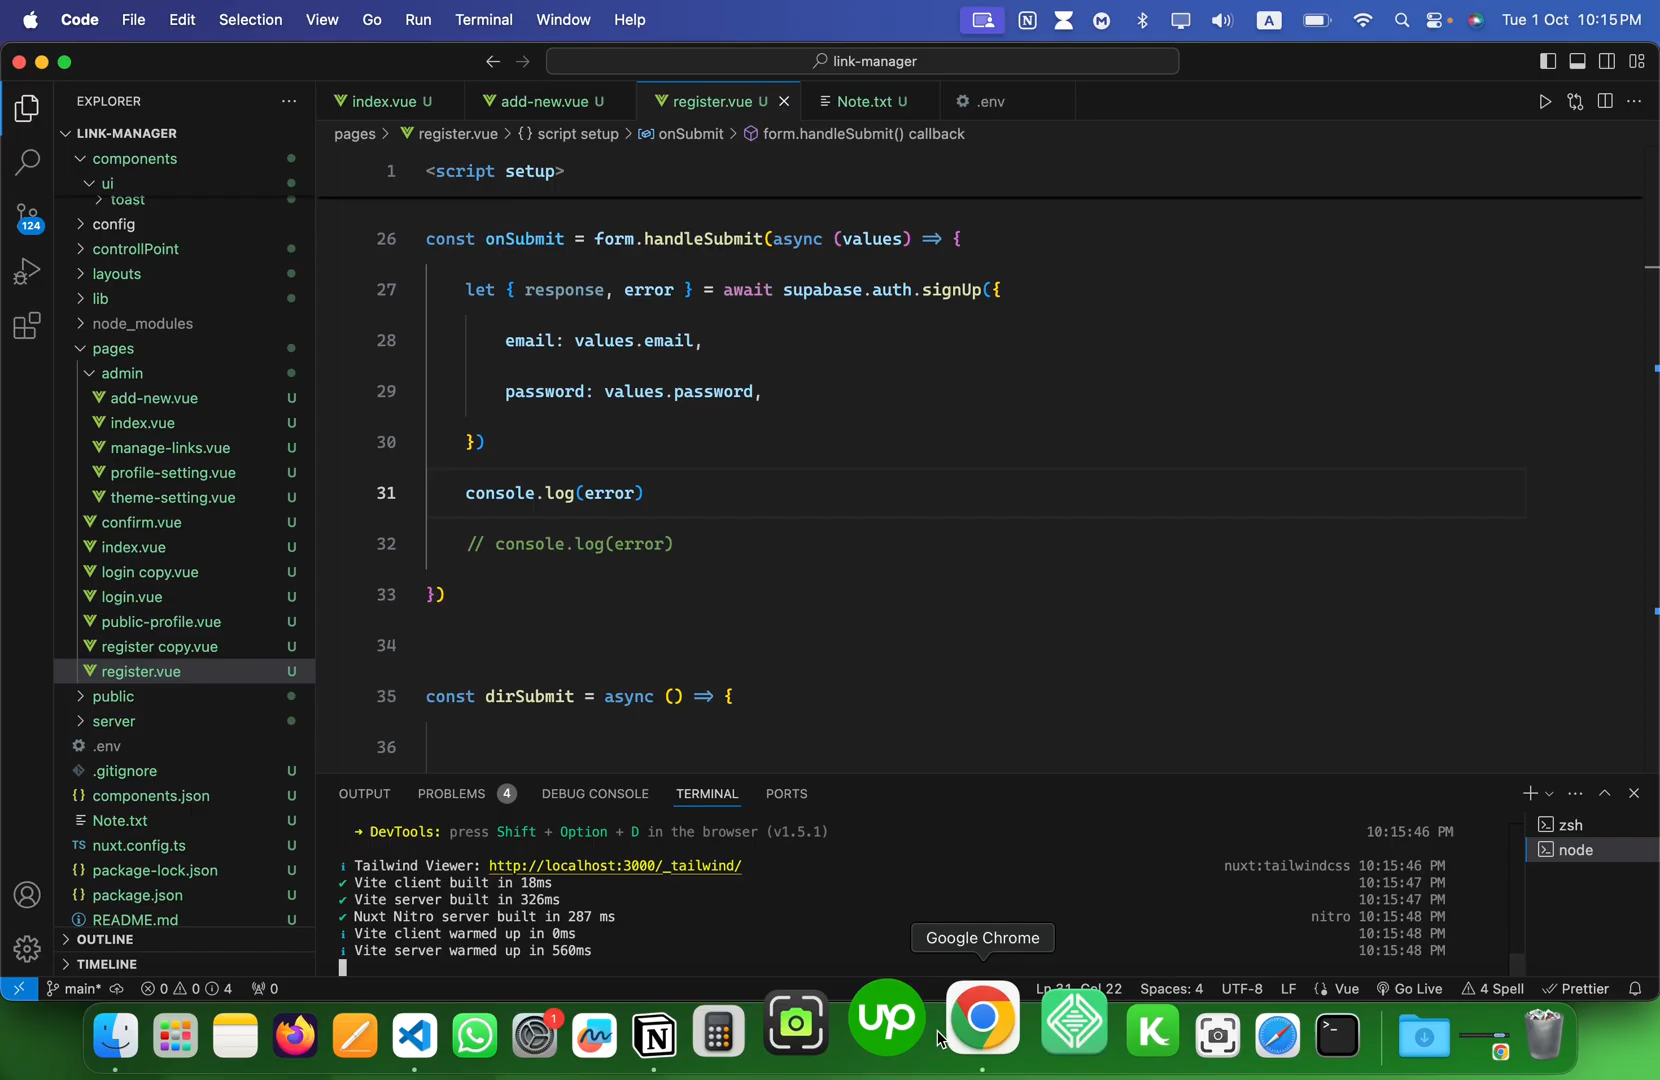 Code File Edit Selection View Go Run Terminal Window Help
Tue 1 Oct 10:15 PM
link-manager
EXPLORER
LINK-MANAGER
components
ui
toast
config
controllPoint
layouts
lib
node_modules
pages
admin
add-new.vue U
index.vue U
manage-links.vue U
profile-setting.vue U
theme-setting.vue U
confirm.vue U
index.vue U
login copy.vue U
login.vue U
public-profile.vue U
register copy.vue U
register.vue U
public
server
.env
.gitignore U
components.json U
Note.txt U
nuxt.config.ts U
package-lock.json U
package.json U
README.md U
OUTLINE
TIMELINE
124
index.vue U add-new.vue U register.vue U Note.txt U .env
pages > register.vue > {} script setup > onSubmit > form.handleSubmit() callback
1 <script setup>
26 const onSubmit = form.handleSubmit(async (values) => {
27 let { response, error } = await supabase.auth.signUp({
28 email: values.email,
29 password: values.password,
30 })
31 console.log(error)
32 // console.log(error)
33 })
34
35 const dirSubmit = async () => {
36
OUTPUT PROBLEMS 4 DEBUG CONSOLE TERMINAL PORTS
zsh
node
➜ DevTools: press Shift + Option + D in the browser (v1.5.1) 10:15:46 PM
ℹ Tailwind Viewer: http://localhost:3000/_tailwind/ nuxt:tailwindcss 10:15:46 PM
✔ Vite client built in 18ms 10:15:47 PM
✔ Vite server built in 326ms 10:15:47 PM
✔ Nuxt Nitro server built in 287 ms nitro 10:15:48 PM
ℹ Vite client warmed up in 0ms 10:15:48 PM
ℹ Vite server warmed up in 560ms 10:15:48 PM
Google Chrome
main* 0 0 4 0 Ln 31, Col 22 Spaces: 4 UTF-8 LF Vue Go Live 4 Spell Prettier
up
K
1